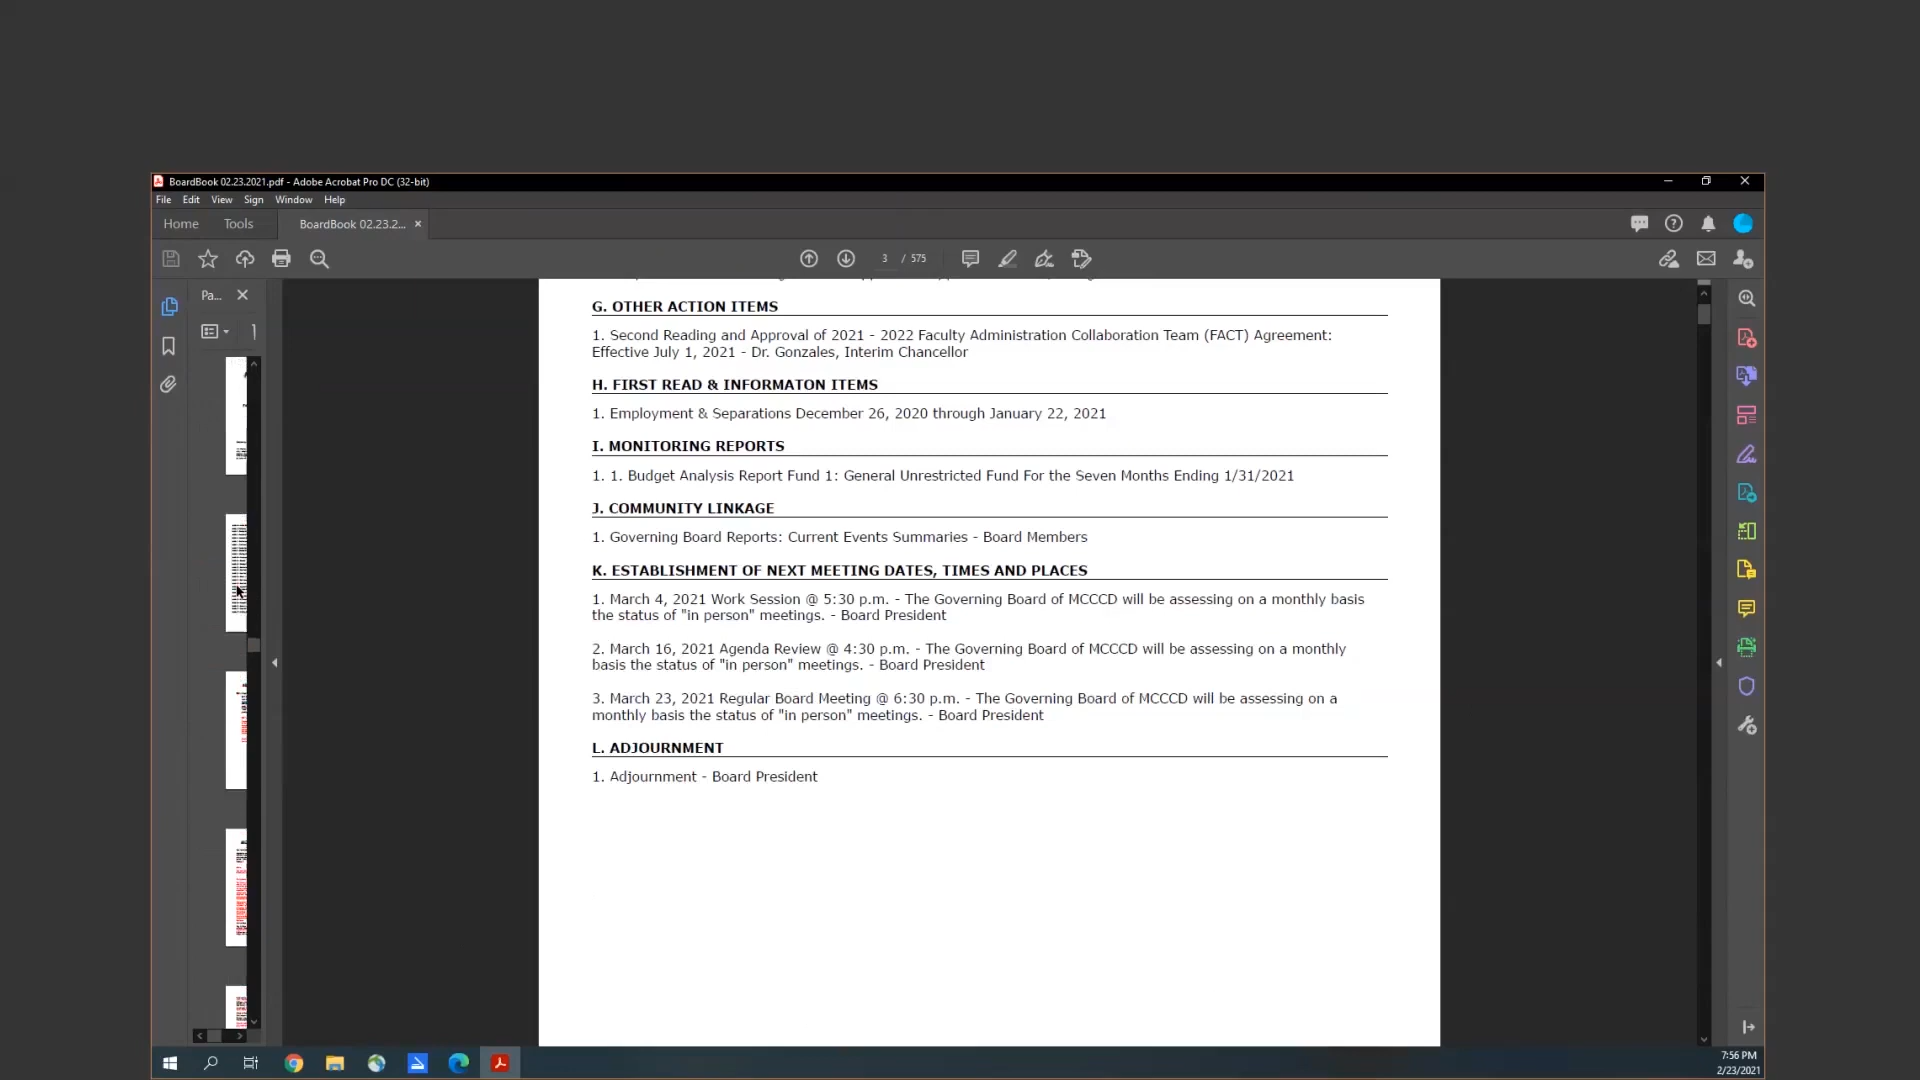 BoardBook 02.23.2021.pdf - Adobe Acrobat Pro DC (32-bit)
File Edit View Sign Window Help
Home Tools BoardBook 02.23.2... ×
3 / 575
Pa...
G. OTHER ACTION ITEMS
1. Second Reading and Approval of 2021 - 2022 Faculty Administration Collaboration Team (FACT) Agreement:
Effective July 1, 2021 - Dr. Gonzales, Interim Chancellor
H. FIRST READ & INFORMATON ITEMS
1. Employment & Separations December 26, 2020 through January 22, 2021
I. MONITORING REPORTS
1. 1. Budget Analysis Report Fund 1: General Unrestricted Fund For the Seven Months Ending 1/31/2021
J. COMMUNITY LINKAGE
1. Governing Board Reports: Current Events Summaries - Board Members
K. ESTABLISHMENT OF NEXT MEETING DATES, TIMES AND PLACES
1. March 4, 2021 Work Session @ 5:30 p.m. - The Governing Board of MCCCD will be assessing on a monthly basis
the status of "in person" meetings. - Board President
2. March 16, 2021 Agenda Review @ 4:30 p.m. - The Governing Board of MCCCD will be assessing on a monthly
basis the status of "in person" meetings. - Board President
3. March 23, 2021 Regular Board Meeting @ 6:30 p.m. - The Governing Board of MCCCD will be assessing on a
monthly basis the status of "in person" meetings. - Board President
L. ADJOURNMENT
1. Adjournment - Board President
7:56 PM
2/23/2021